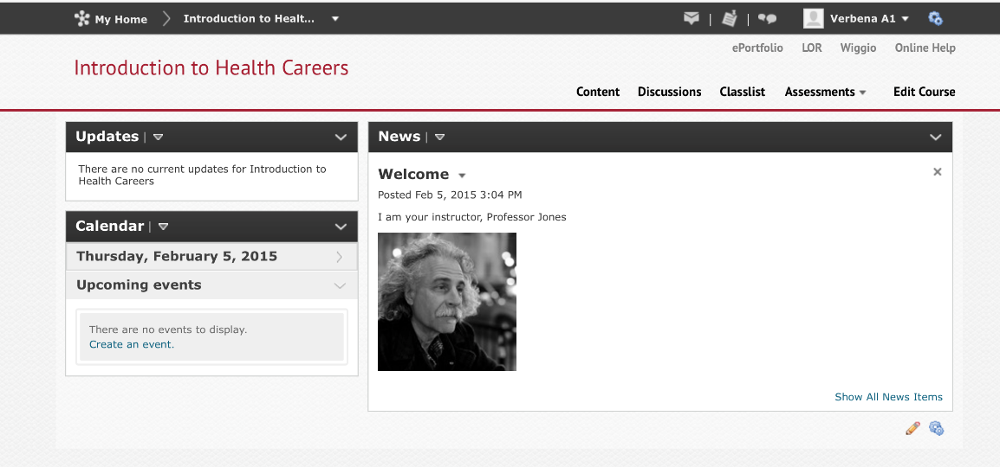 My Home
Introduction to Healt...
Verbena A1
ePortfolio LOR Wiggio Online Help
Introduction to Health Careers
Content Discussions Classlist Assessments Edit Course
Updates
There are no current updates for Introduction to
Health Careers
Calendar
Thursday, February 5, 2015
Upcoming events
There are no events to display.
Create an event.
News
Welcome
Posted Feb 5, 2015 3:04 PM
I am your instructor, Professor Jones
Show All News Items